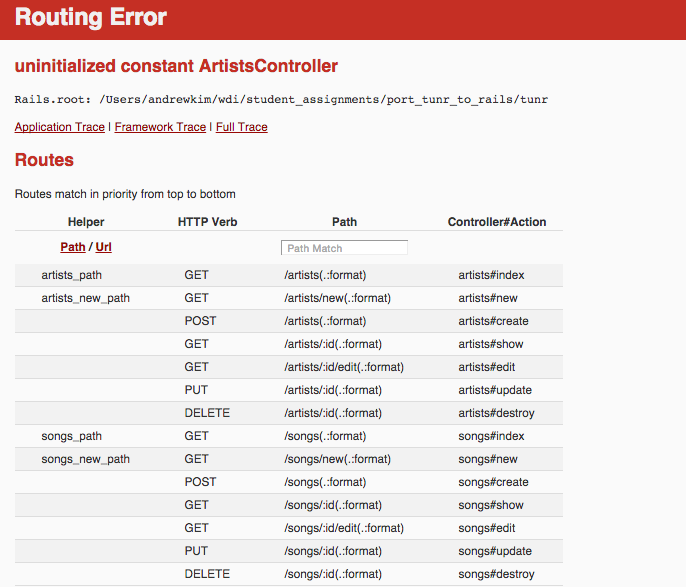 Routing Error
uninitialized constant ArtistsController
Rails.root: /Users/andrewkim/wdi/student_assignments/port_tunr_to_rails/tunr
Application Trace | Framework Trace | Full Trace
Routes
Routes match in priority from top to bottom
Helper HTTP Verb Path Controller#Action
Path / Url Path Match
artists_path GET /artists(.:format) artists#index
artists_new_path GET /artists/new(.:format) artists#new
POST /artists(.:format) artists#create
GET /artists/:id(.:format) artists#show
GET /artists/:id/edit(.:format) artists#edit
PUT /artists/:id(.:format) artists#update
DELETE /artists/:id(.:format) artists#destroy
songs_path GET /songs(.:format) songs#index
songs_new_path GET /songs/new(.:format) songs#new
POST /songs(.:format) songs#create
GET /songs/:id(.:format) songs#show
GET /songs/:id/edit(.:format) songs#edit
PUT /songs/:id(.:format) songs#update
DELETE /songs/:id(.:format) songs#destroy